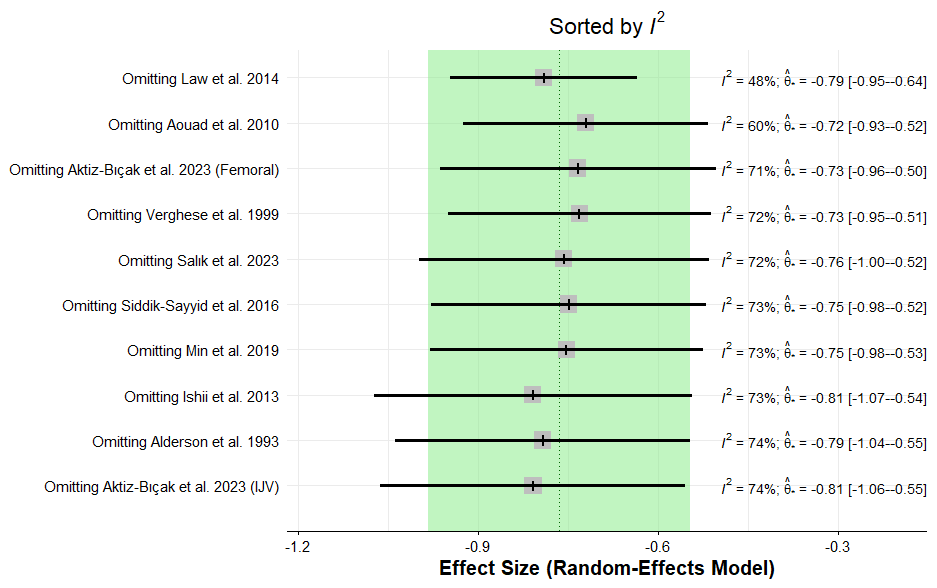 Sorted by I²
Omitting Law et al. 2014 I² = 48%; θ̂* = -0.79 [-0.95--0.64]
Omitting Aouad et al. 2010 I² = 60%; θ̂* = -0.72 [-0.93--0.52]
Omitting Aktiz-Bıçak et al. 2023 (Femoral) I² = 71%; θ̂* = -0.73 [-0.96--0.50]
Omitting Verghese et al. 1999 I² = 72%; θ̂* = -0.73 [-0.95--0.51]
Omitting Salık et al. 2023 I² = 72%; θ̂* = -0.76 [-1.00--0.52]
Omitting Siddik-Sayyid et al. 2016 I² = 73%; θ̂* = -0.75 [-0.98--0.52]
Omitting Min et al. 2019 I² = 73%; θ̂* = -0.75 [-0.98--0.53]
Omitting Ishii et al. 2013 I² = 73%; θ̂* = -0.81 [-1.07--0.54]
Omitting Alderson et al. 1993 I² = 74%; θ̂* = -0.79 [-1.04--0.55]
Omitting Aktiz-Bıçak et al. 2023 (IJV) I² = 74%; θ̂* = -0.81 [-1.06--0.55]
-1.2 -0.9 -0.6 -0.3
Effect Size (Random-Effects Model)